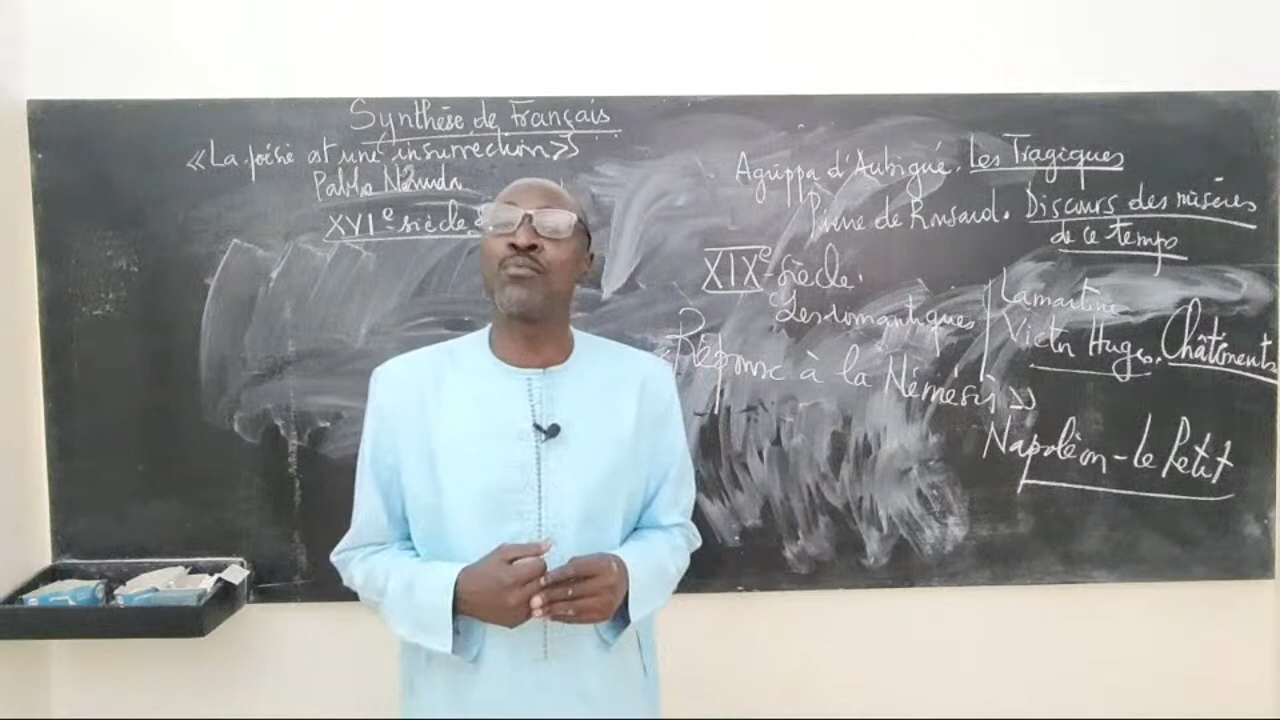 Synthèse de Français
«La poésie est une insurrection»
Pablo Neruda
XVIe siècle
Agrippa d'Aubigné. Les Tragiques
Pierre de Ronsard. Discours des misères
de ce temps
XIXe siècle.
Les romantiques
Lamartine
Victor Hugo. Châtiments
«Réponse à la Némésis»
Napoléon-le Petit